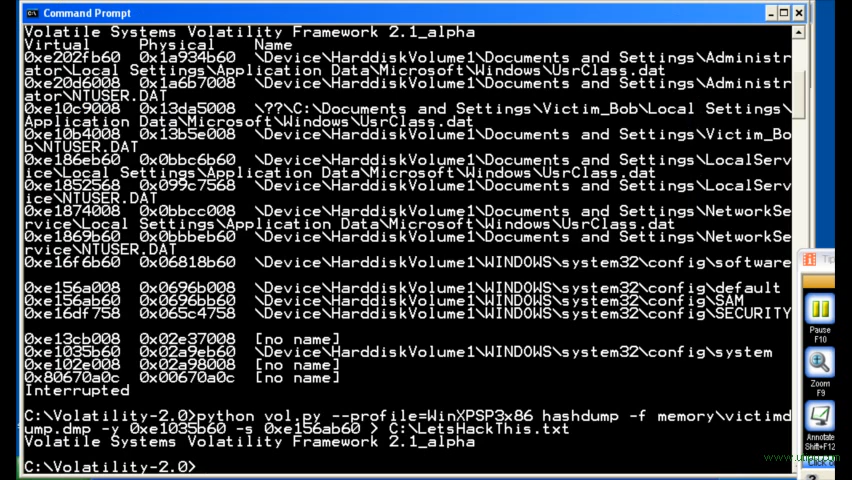 Command Prompt
Volatile Systems Volatility Framework 2.1_alpha
Virtual    Physical   Name
0xe202fb60 0x1a934b60 \Device\HarddiskVolume1\Documents and Settings\Administr
ator\Local Settings\Application Data\Microsoft\Windows\UsrClass.dat
0xe20d6008 0x1a6b7008 \Device\HarddiskVolume1\Documents and Settings\Administr
ator\NTUSER.DAT
0xe10c9008 0x13da5008 \??\C:\Documents and Settings\Victim_Bob\Local Settings\
Application Data\Microsoft\Windows\UsrClass.dat
0xe10b4008 0x13b5e008 \Device\HarddiskVolume1\Documents and Settings\Victim_Bo
b\NTUSER.DAT
0xe186eb60 0x0bbc6b60 \Device\HarddiskVolume1\Documents and Settings\LocalServ
ice\Local Settings\Application Data\Microsoft\Windows\UsrClass.dat
0xe1852568 0x099c7568 \Device\HarddiskVolume1\Documents and Settings\LocalServ
ice\NTUSER.DAT
0xe1874008 0x0bbcc008 \Device\HarddiskVolume1\Documents and Settings\NetworkSe
rvice\Local Settings\Application Data\Microsoft\Windows\UsrClass.dat
0xe1869b60 0x0bbbeb60 \Device\HarddiskVolume1\Documents and Settings\NetworkSe
rvice\NTUSER.DAT
0xe16f6b60 0x06818b60 \Device\HarddiskVolume1\WINDOWS\system32\config\software
0xe156a008 0x0696b008 \Device\HarddiskVolume1\WINDOWS\system32\config\default
0xe156ab60 0x0696bb60 \Device\HarddiskVolume1\WINDOWS\system32\config\SAM
0xe16df758 0x065c4758 \Device\HarddiskVolume1\WINDOWS\system32\config\SECURITY
0xe13cb008 0x02e37008 [no name]
0xe1035b60 0x02a9eb60 \Device\HarddiskVolume1\WINDOWS\system32\config\system
0xe102e008 0x02a98008 [no name]
0x80670a0c 0x00670a0c [no name]
Interrupted
C:\Volatility-2.0>python vol.py --profile=WinXPSP3x86 hashdump -f memory\victimd
ump.dmp -y 0xe1035b60 -s 0xe156ab60 > C:\LetsHackThis.txt
Volatile Systems Volatility Framework 2.1_alpha
C:\Volatility-2.0>
Pause
F10
Zoom
F9
Annotate
Shift+F12